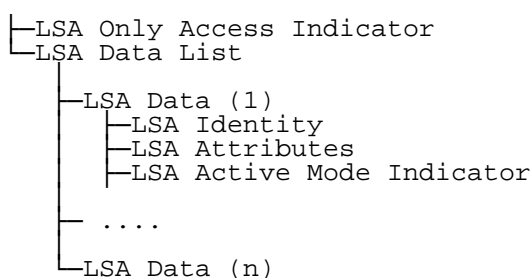 LSA Only Access Indicator
LSA Data List
LSA Data (1)
LSA Identity
LSA Attributes
LSA Active Mode Indicator
....
LSA Data (n)